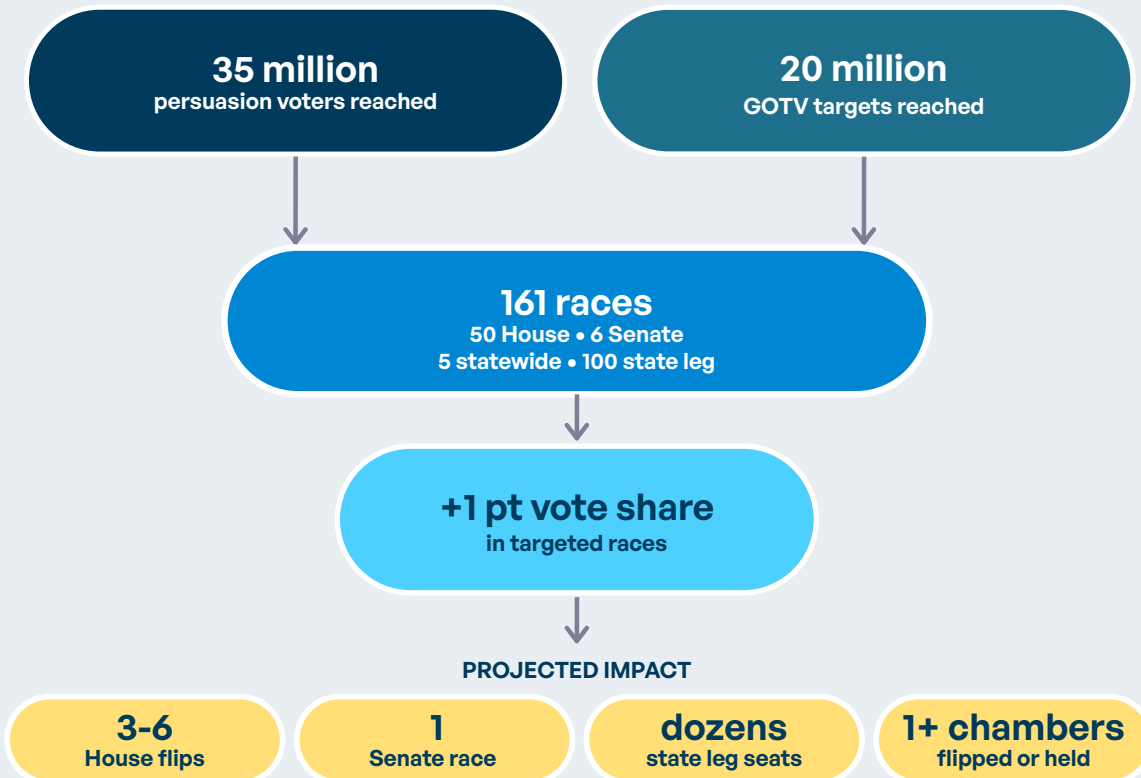 35 million
persuasion voters reached
20 million
GOTV targets reached
161 races
50 House • 6 Senate
5 statewide • 100 state leg
+1 pt vote share
in targeted races
PROJECTED IMPACT
3-6
House flips
1
Senate race
dozens
state leg seats
1+ chambers
flipped or held